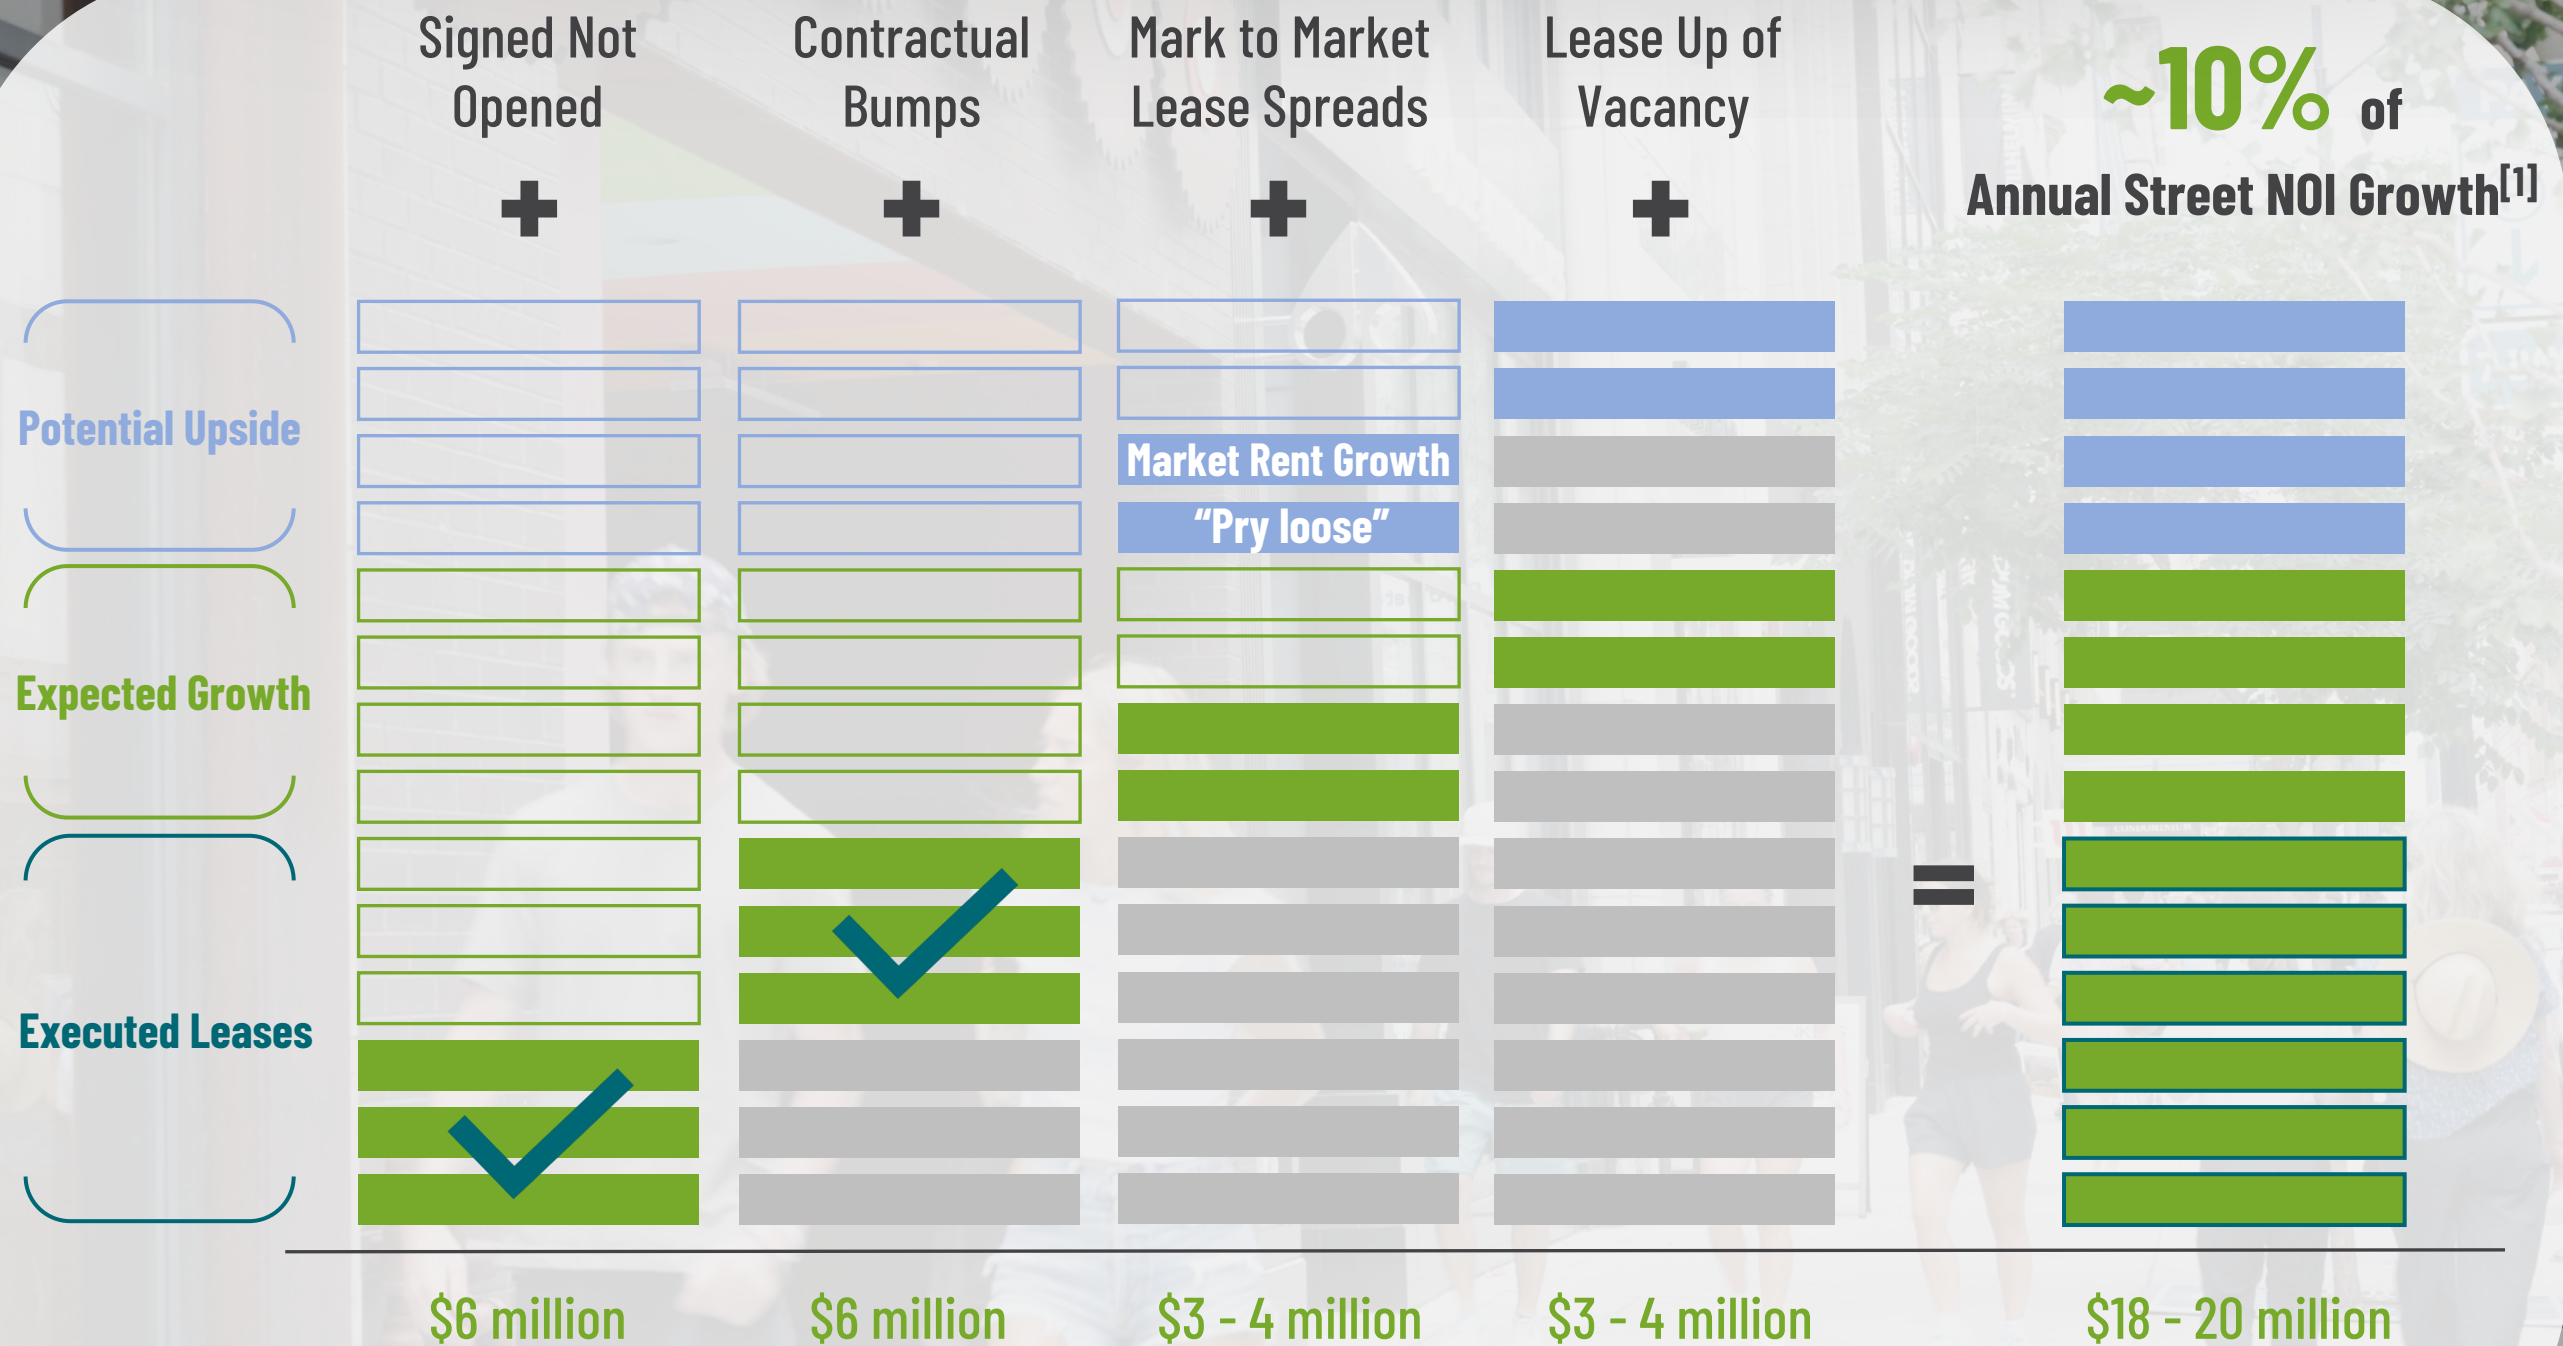 Signed Not
Opened
Contractual
Bumps
Mark to Market
Lease Spreads
Lease Up of
Vacancy
~10% of
Annual Street NOI Growth[1]
+
+
+
+
Potential Upside
Market Rent Growth
“Pry loose”
Expected Growth
=
Executed Leases
$6 million
$6 million
$3 - 4 million
$3 - 4 million
$18 - 20 million